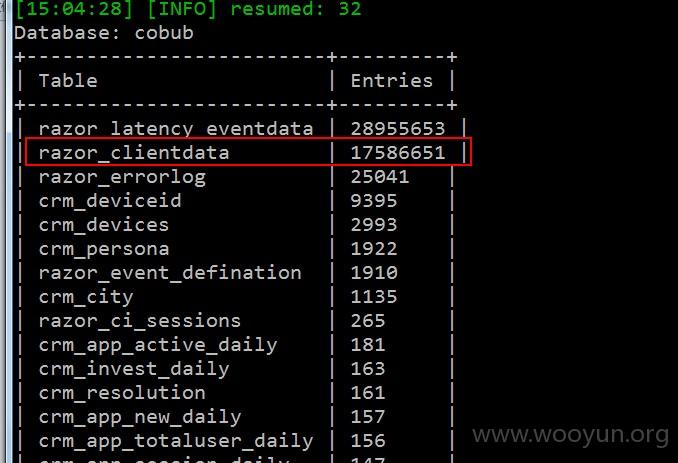 [15:04:28] [INFO] resumed: 32
Database: cobub
+--------------------------+---------+
| Table                    | Entries |
+--------------------------+---------+
| razor_latency_eventdata | 28955653 |
| razor_clientdata         | 17586651 |
| razor_errorlog           | 25041   |
| crm_deviceid             | 9395    |
| crm_devices              | 2993    |
| crm_persona              | 1922    |
| razor_event_defination   | 1910    |
| crm_city                 | 1135    |
| razor_ci_sessions        | 265     |
| crm_app_active_daily     | 181     |
| crm_invest_daily         | 163     |
| crm_resolution           | 161     |
| crm_app_new_daily        | 157     |
| crm_app_totaluser_daily  | 156     |
www.wooyun.org